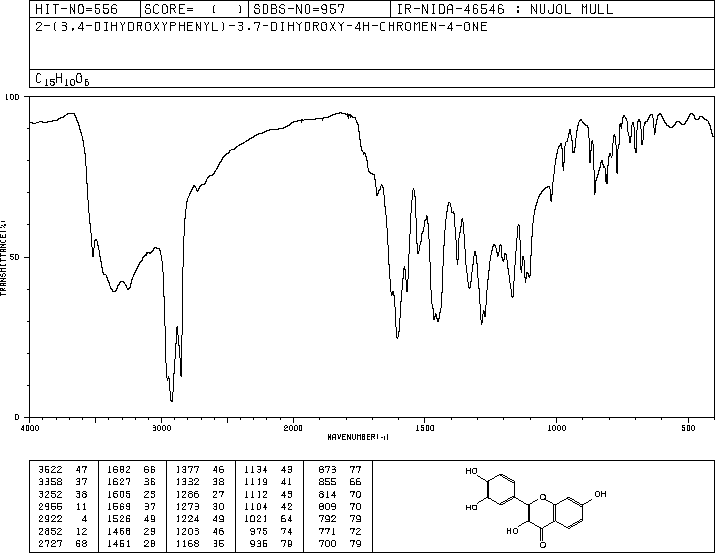 HIT-NO=556 SCORE= ( ) SDBS-NO=957 IR-NIDA-46546 : NUJOL MULL
2-(3,4-DIHYDROXYPHENYL)-3,7-DIHYDROXY-4H-CHROMEN-4-ONE
C15H10O6
100
50
0
TRANSMITTANCE(%)
4000 3000 2000 1500 1000 500
WAVENUMBER(-1)
3522 47 1682 66 1377 46 1134 43 873 77
3358 37 1627 36 1332 38 1119 41 855 66
3252 38 1605 23 1286 27 1112 43 814 70
2955 11 1569 37 1273 30 1104 42 809 70
2922 4 1526 49 1224 49 1021 64 792 79
2852 12 1468 29 1203 46 975 74 771 72
2727 68 1461 28 1168 35 936 79 700 79
HO
HO
O
OH
HO
O